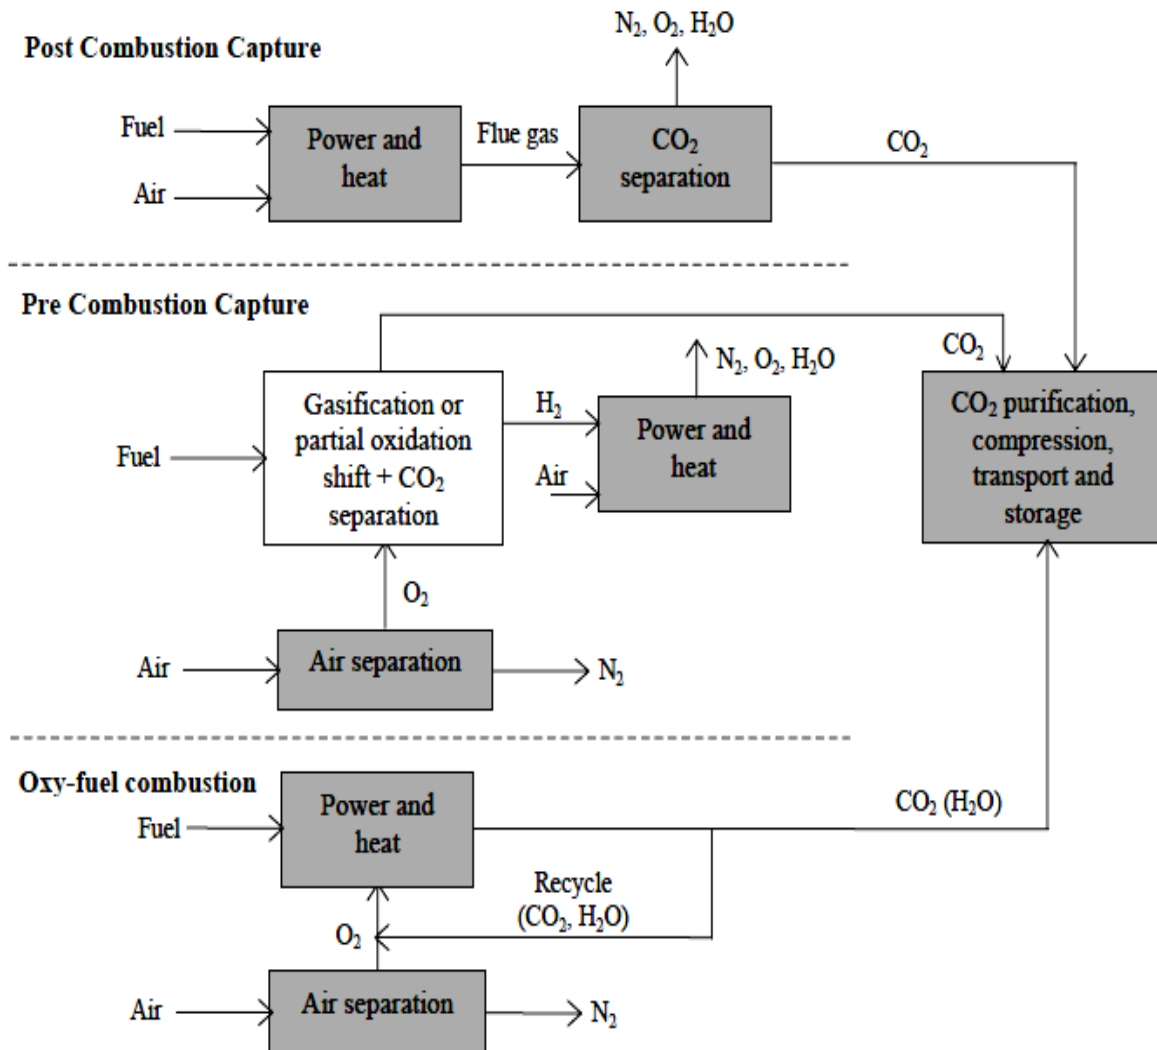 Post Combustion Capture
N₂, O₂, H₂O
Fuel
Air
Power and
heat
Flue gas
CO₂
separation
CO₂
Pre Combustion Capture
Fuel
Gasification or
partial oxidation
shift + CO₂
separation
H₂
Air
N₂, O₂, H₂O
Power and
heat
CO₂
CO₂ purification,
compression,
transport and
storage
O₂
Air
Air separation
N₂
Oxy-fuel combustion
Fuel
Power and
heat
CO₂ (H₂O)
Recycle
(CO₂, H₂O)
O₂
Air
Air separation
N₂